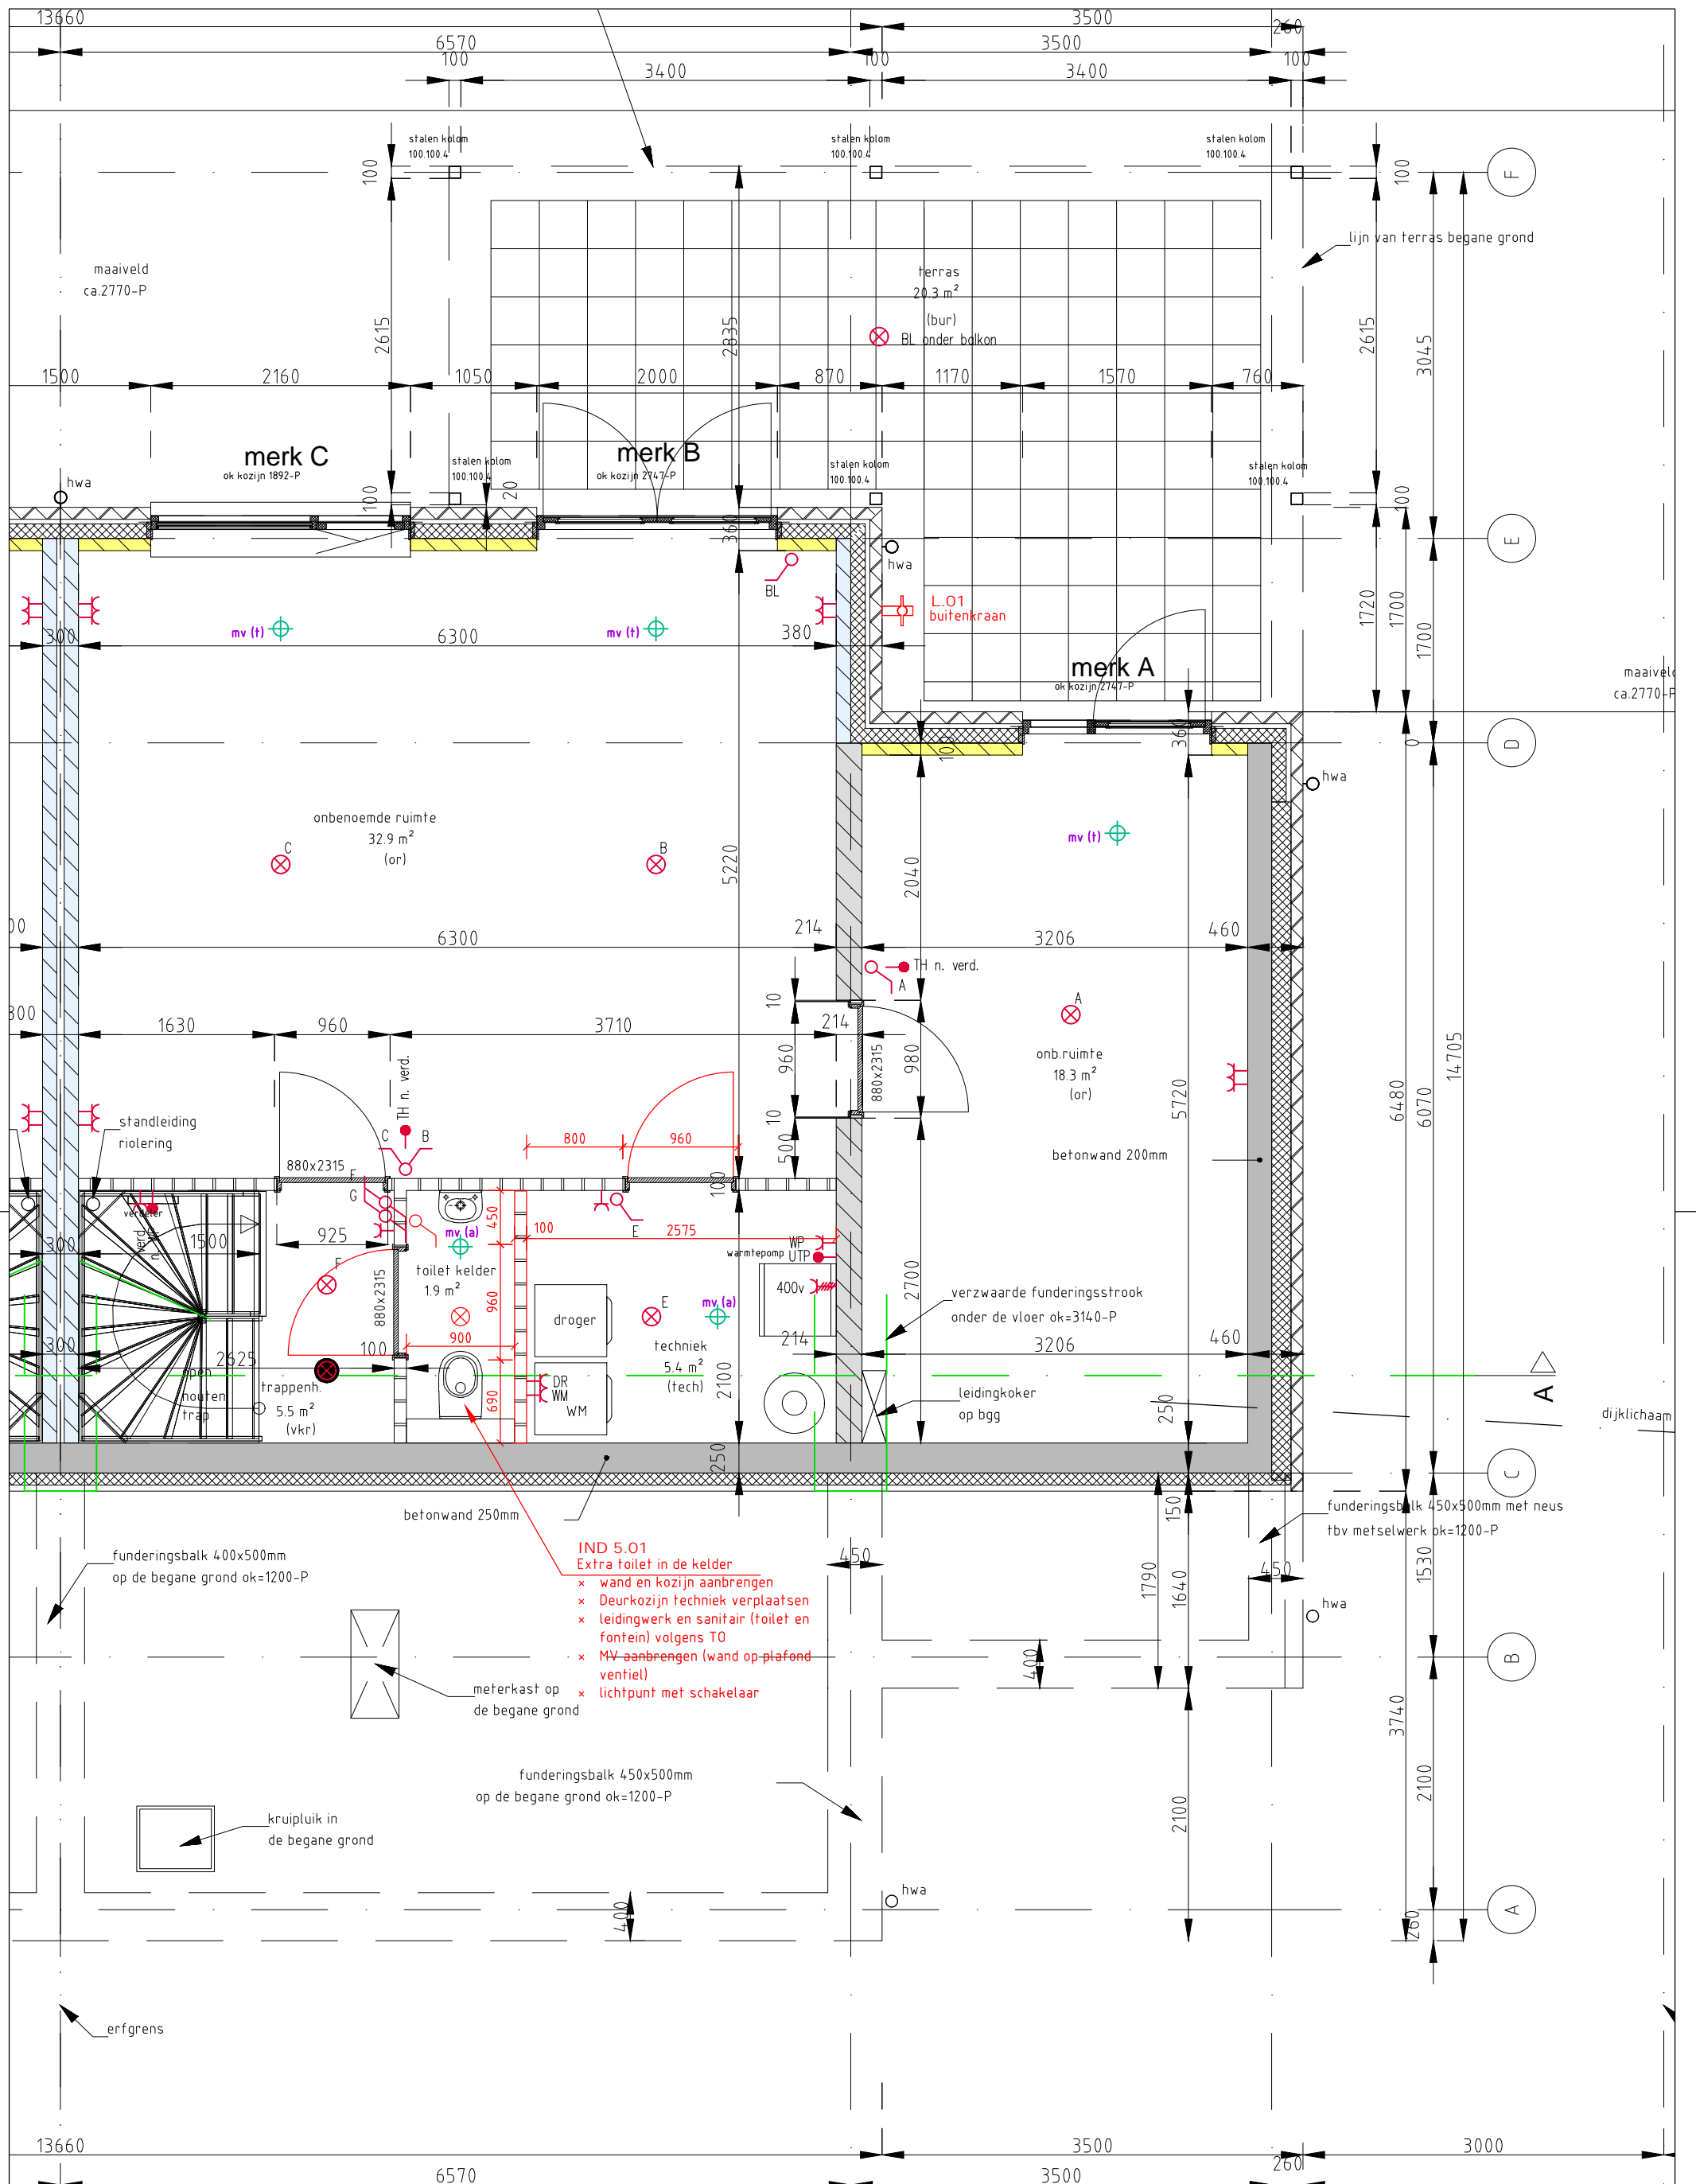 13660
3500
260
6570
3500
100
3400
100
3400
100
stalen kolom
100.100.4
stalen kolom
100.100.4
stalen kolom
100.100.4
100
100
F
lijn van terras begane grond
maaiveld
ca.2770-P
terras
20.3 m²
(bur)
BL onder balkon
2615
2835
2615
3045
1500
2160
1050
2000
870
1170
1570
760
merk C
ok kozijn 1892-P
merk B
ok kozijn 2747-P
stalen kolom
100.100.4
stalen kolom
100.100.4
stalen kolom
100.100.4
hwa
100
20
360
100
E
hwa
BL
L.01
buitenkraan
1720
1700
1700
mv (t)
mv (t)
300
6300
380
merk A
ok kozijn 2747-P
maaiveld
ca.2770-P
360
100
0
D
hwa
onbenoemde ruimte
32.9 m²
(or)
C
B
mv (t)
5220
2040
00
6300
214
3206
460
TH n. verd.
A
A
10
300
1630
960
3710
214
960
980
880x2315
onb.ruimte
18.3 m²
(or)
14705
6480
6070
5720
TH n. verd.
C
B
standleiding
riolering
10
500
800
960
betonwand 200mm
880x2315
F
G
100
verdeler
n. verd.
300
1500
925
450
mv (a)
100
E
2575
WP
warmtepomp
UTP
F
toilet kelder
1.9 m²
880x2315
960
400v
2700
verzwaarde funderingsstrook
onder de vloer ok=3140-P
droger
E
mv (a)
techniek
5.4 m²
(tech)
300
2625
100
900
214
3206
460
open
houten
trap
trappenh.
5.5 m²
(vkr)
690
DR
WM
WM
2100
leidingkoker
op bgg
250
A
dijklichaam
250
C
betonwand 250mm
150
funderingsbalk 450x500mm met neus
tbv metselwerk ok=1200-P
IND 5.01
Extra toilet in de kelder
× wand en kozijn aanbrengen
× Deurkozijn techniek verplaatsen
× leidingwerk en sanitair (toilet en
fontein) volgens TO
× MV aanbrengen (wand op plafond
ventiel)
× lichtpunt met schakelaar
funderingsbalk 400x500mm
op de begane grond ok=1200-P
450
1790
1640
450
1530
hwa
400
B
meterkast op
de begane grond
3740
funderingsbalk 450x500mm
op de begane grond ok=1200-P
2100
2100
kruipluik in
de begane grond
hwa
400
260
A
erfgrens
13660
3500
3000
6570
3500
260